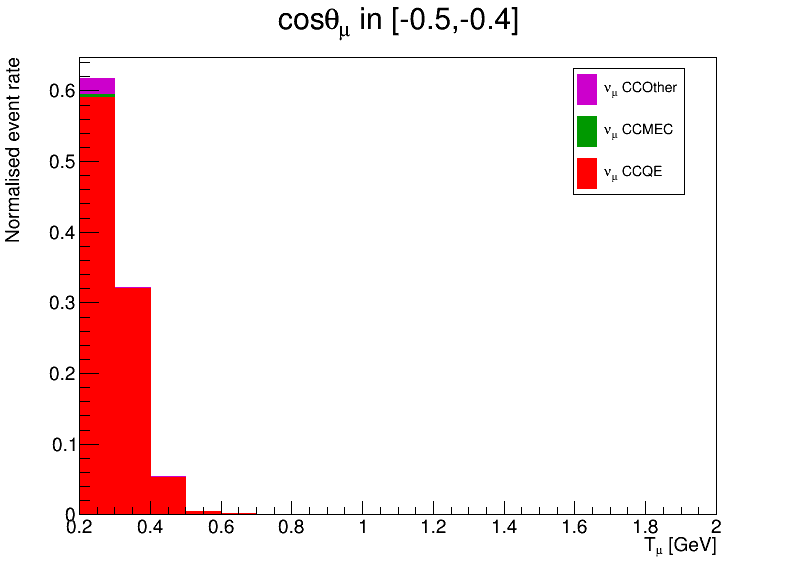 cosθμ in [-0.5,-0.4]
Normalised event rate
0.6
0.5
0.4
0.3
0.2
0.1
0
νμ CCOther
νμ CCMEC
νμ CCQE
0.2 0.4 0.6 0.8 1 1.2 1.4 1.6 1.8 2
Tμ [GeV]